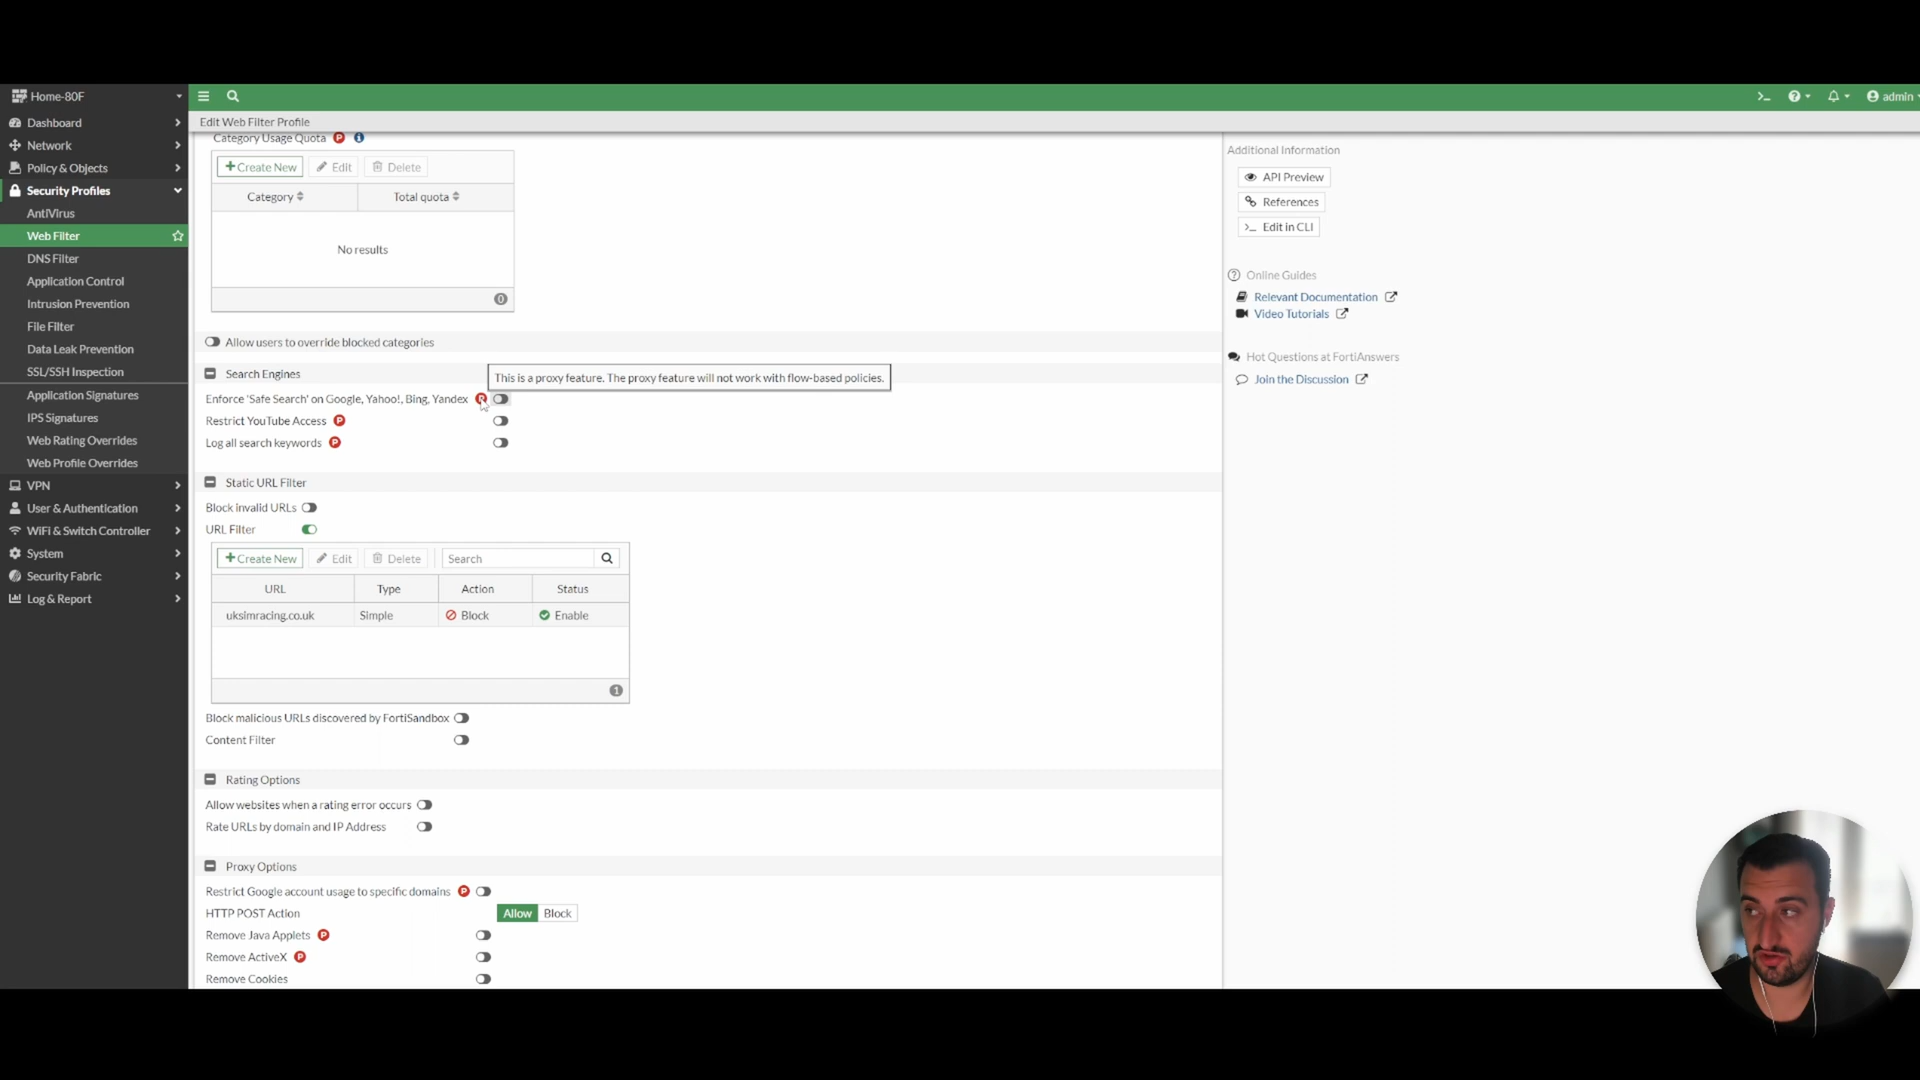 Home-80F
admin
Dashboard
Edit Web Filter Profile
Network
Policy & Objects
Security Profiles
AntiVirus
Web Filter
DNS Filter
Application Control
Intrusion Prevention
File Filter
Data Leak Prevention
SSL/SSH Inspection
Application Signatures
IPS Signatures
Web Rating Overrides
Web Profile Overrides
VPN
User & Authentication
WiFi & Switch Controller
System
Security Fabric
Log & Report
Category Usage Quota P
Create New Edit Delete
Category Total quota
No results
0
Allow users to override blocked categories
Search Engines
This is a proxy feature. The proxy feature will not work with flow-based policies.
Enforce 'Safe Search' on Google, Yahoo!, Bing, Yandex P
Restrict YouTube Access P
Log all search keywords P
Static URL Filter
Block invalid URLs
URL Filter
Create New Edit Delete Search
URL Type Action Status
uksimracing.co.uk Simple Block Enable
1
Block malicious URLs discovered by FortiSandbox
Content Filter
Rating Options
Allow websites when a rating error occurs
Rate URLs by domain and IP Address
Proxy Options
Restrict Google account usage to specific domains P
HTTP POST Action Allow Block
Remove Java Applets P
Remove ActiveX P
Remove Cookies
Additional Information
API Preview
References
>_ Edit in CLI
Online Guides
Relevant Documentation
Video Tutorials
Hot Questions at FortiAnswers
Join the Discussion